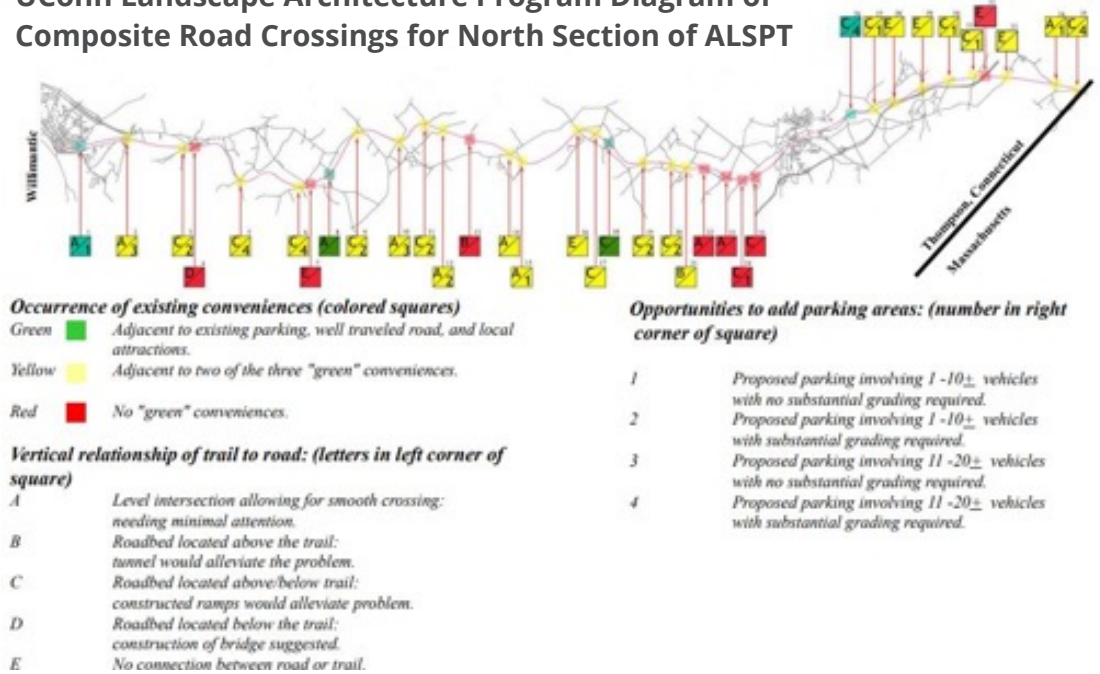 UConn Landscape Architecture Program Diagram of
Composite Road Crossings for North Section of ALSPT
Willimantic
Thompson, Connecticut
Massachusetts
Occurrence of existing conveniences (colored squares)
Green Adjacent to existing parking, well traveled road, and local
attractions.
Yellow Adjacent to two of the three "green" conveniences.
Red No "green" conveniences.
Vertical relationship of trail to road: (letters in left corner of
square)
A Level intersection allowing for smooth crossing:
needing minimal attention.
B Roadbed located above the trail:
tunnel would alleviate the problem.
C Roadbed located above/below trail:
constructed ramps would alleviate problem.
D Roadbed located below the trail:
construction of bridge suggested.
E No connection between road or trail.
Opportunities to add parking areas: (number in right
corner of square)
1 Proposed parking involving 1 -10± vehicles
with no substantial grading required.
2 Proposed parking involving 1 -10± vehicles
with substantial grading required.
3 Proposed parking involving 11 -20± vehicles
with no substantial grading required.
4 Proposed parking involving 11 -20± vehicles
with substantial grading required.